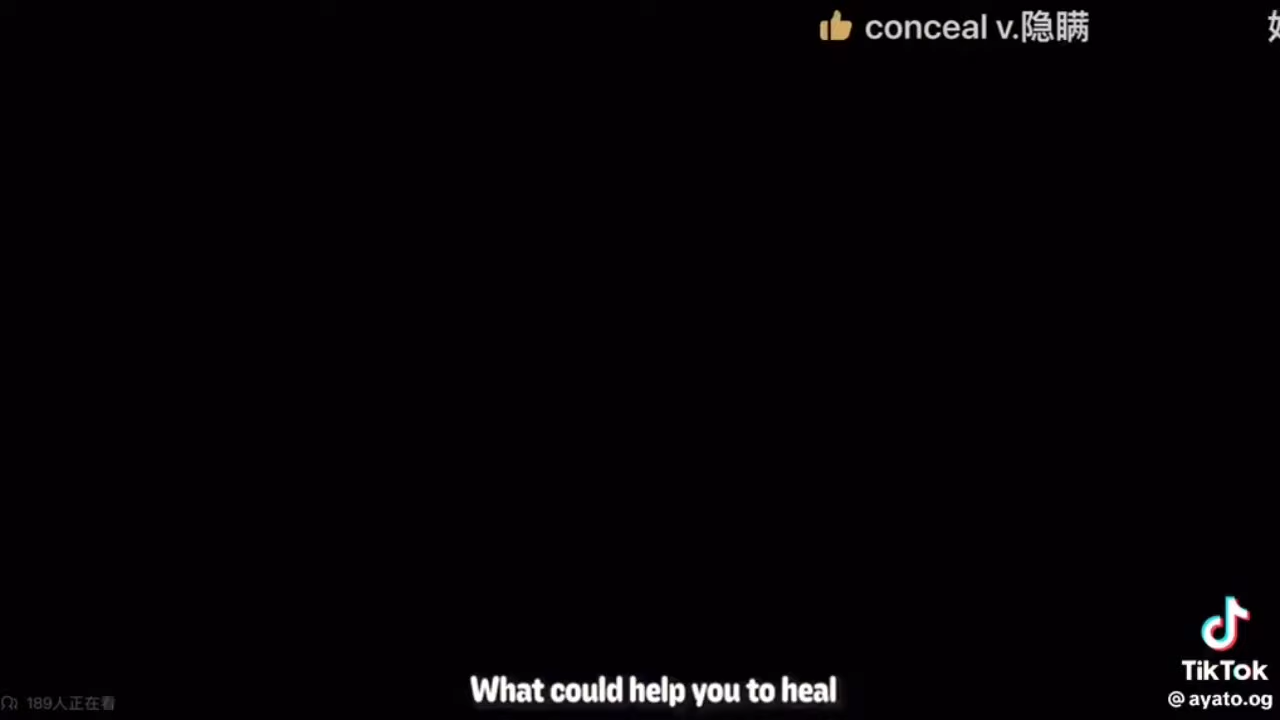 conceal v.隐瞒
What could help you to heal
189人正在看
TikTok
@ayato.og